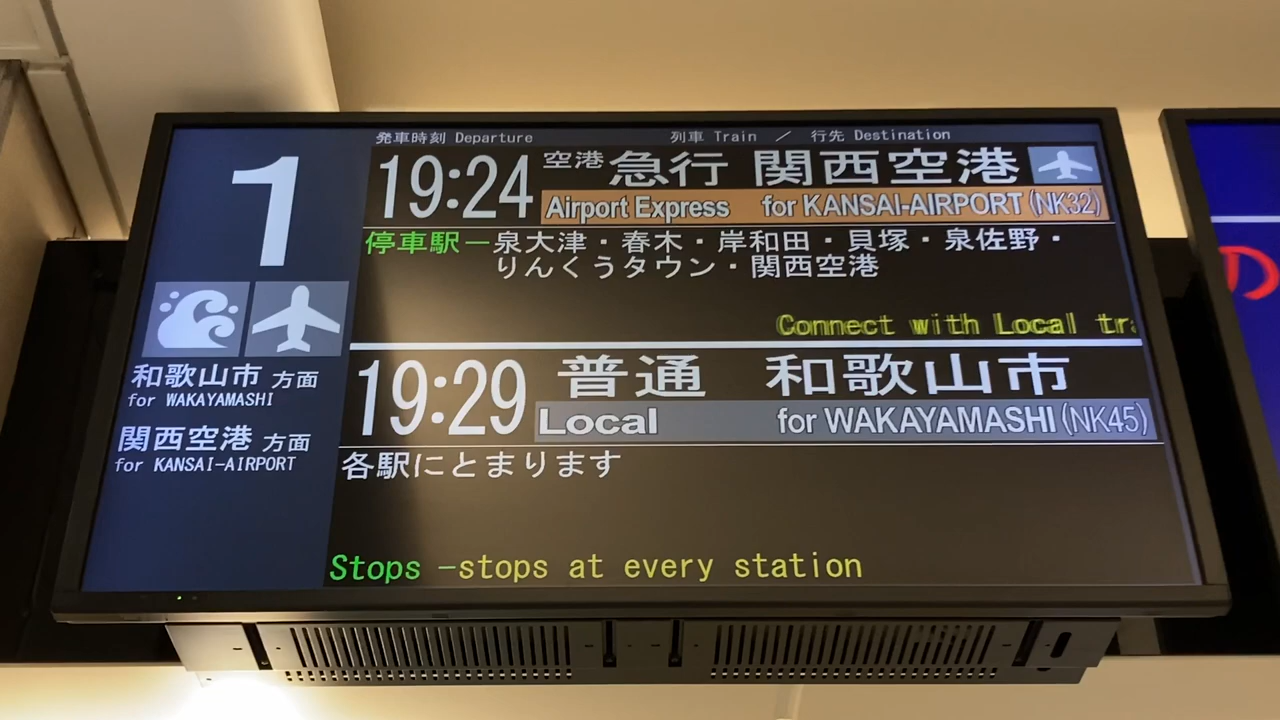 1
和歌山市 方面
for WAKAYAMASHI
関西空港 方面
for KANSAI-AIRPORT
発車時刻 Departure 列車 Train ／ 行先 Destination
19:24 空港急行 関西空港
Airport Express for KANSAI-AIRPORT (NK32)
停車駅ー泉大津・春木・岸和田・貝塚・泉佐野・
りんくうタウン・関西空港
Connect with Local tra
19:29 普通 和歌山市
Local for WAKAYAMASHI (NK45)
各駅にとまります
Stops -stops at every station
の